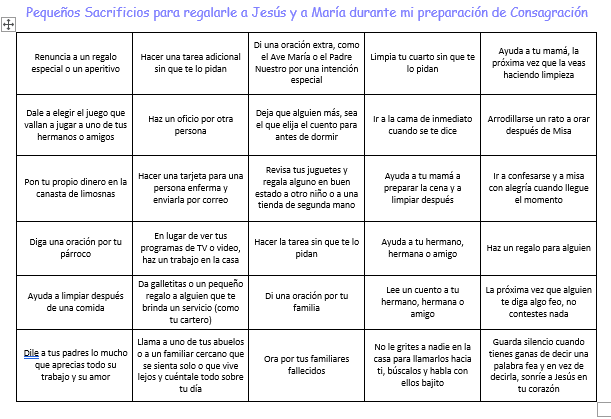 Pequeños Sacrificios para regalarle a Jesús y a María durante mi preparación de Consagración
Renuncia a un regalo
especial o un aperitivo
Hacer una tarea adicional
sin que te lo pidan
Di una oración extra, como
el Ave María o el Padre
Nuestro por una intención
especial
Limpia tu cuarto sin que te
lo pidan
Ayuda a tu mamá, la
próxima vez que la veas
haciendo limpieza
Dale a elegir el juego que
vallan a jugar a uno de tus
hermanos o amigos
Haz un oficio por otra
persona
Deja que alguien más, sea
el que elija el cuento para
antes de dormir
Ir a la cama de inmediato
cuando se te dice
Arrodillarse un rato a orar
después de Misa
Pon tu propio dinero en la
canasta de limosnas
Hacer una tarjeta para una
persona enferma y
enviarla por correo
Revisa tus juguetes y
regala alguno en buen
estado a otro niño o a una
tienda de segunda mano
Ayuda a tu mamá a
preparar la cena y a
limpiar después
Ir a confesarse y a misa
con alegría cuando llegue
el momento
Diga una oración por tu
párroco
En lugar de ver tus
programas de TV o video,
haz un trabajo en la casa
Hacer la tarea sin que te lo
pidan
Ayuda a tu hermano,
hermana o amigo
Haz un regalo para alguien
Ayuda a limpiar después
de una comida
Da galletitas o un pequeño
regalo a alguien que te
brinda un servicio (como
tu cartero)
Di una oración por tu
familia
Lee un cuento a tu
hermano, hermana o
amigo
La próxima vez que alguien
te diga algo feo, no
contestes nada
Dile a tus padres lo mucho
que aprecias todo su
trabajo y su amor
Llama a uno de tus abuelos
o a un familiar cercano que
se sienta solo o que vive
lejos y cuéntale todo sobre
tu día
Ora por tus familiares
fallecidos
No le grites a nadie en la
casa para llamarlos hacia
ti, búscalos y habla con
ellos bajito
Guarda silencio cuando
tienes ganas de decir una
palabra fea y en vez de
decirla, sonríe a Jesús en
tu corazón